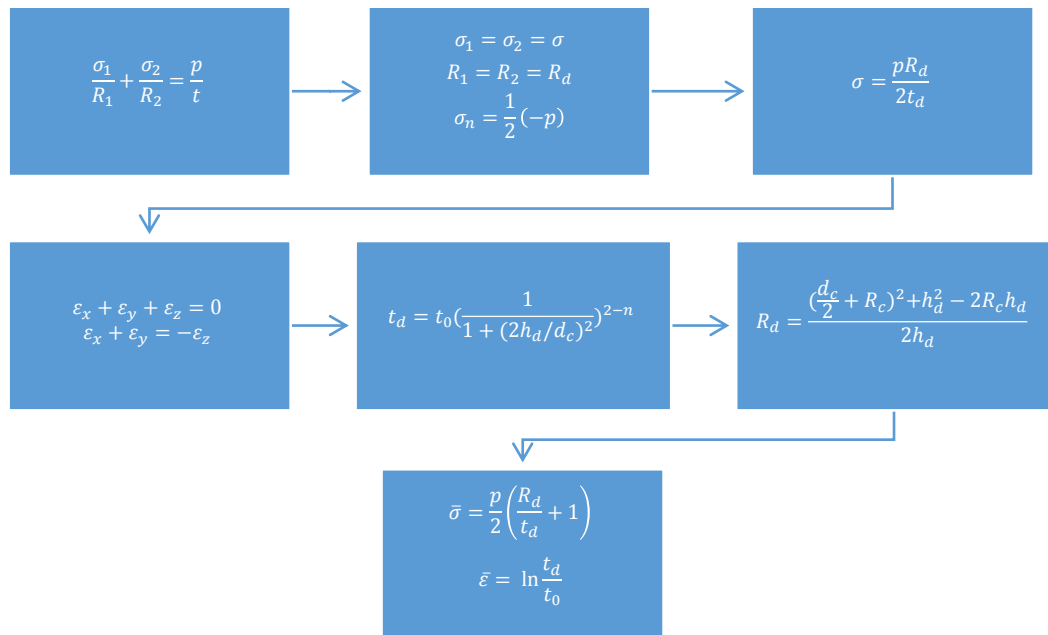 σ₁/R₁ + σ₂/R₂ = p/t
σ₁ = σ₂ = σ
R₁ = R₂ = R_d
σₙ = 1/2 (−p)
σ = pR_d/2t_d
ε_x + ε_y + ε_z = 0
ε_x + ε_y = −ε_z
t_d = t₀(1/(1 + (2h_d/d_c)²))^(2−n)
R_d = ((d_c/2 + R_c)²+h_d² − 2R_c h_d)/2h_d
σ̄ = p/2 (R_d/t_d + 1)
ε̄ = ln t_d/t₀